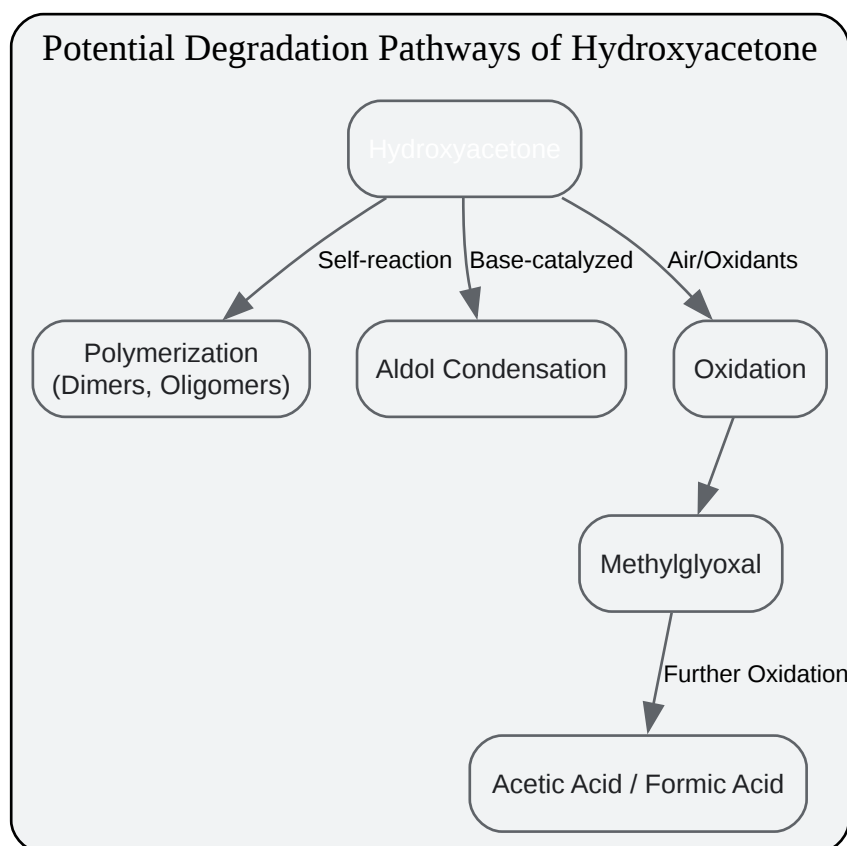 Potential Degradation Pathways of Hydroxyacetone
Hydroxyacetone
Self-reaction
Base-catalyzed
Air/Oxidants
Polymerization
(Dimers, Oligomers)
Aldol Condensation
Oxidation
Methylglyoxal
Further Oxidation
Acetic Acid / Formic Acid